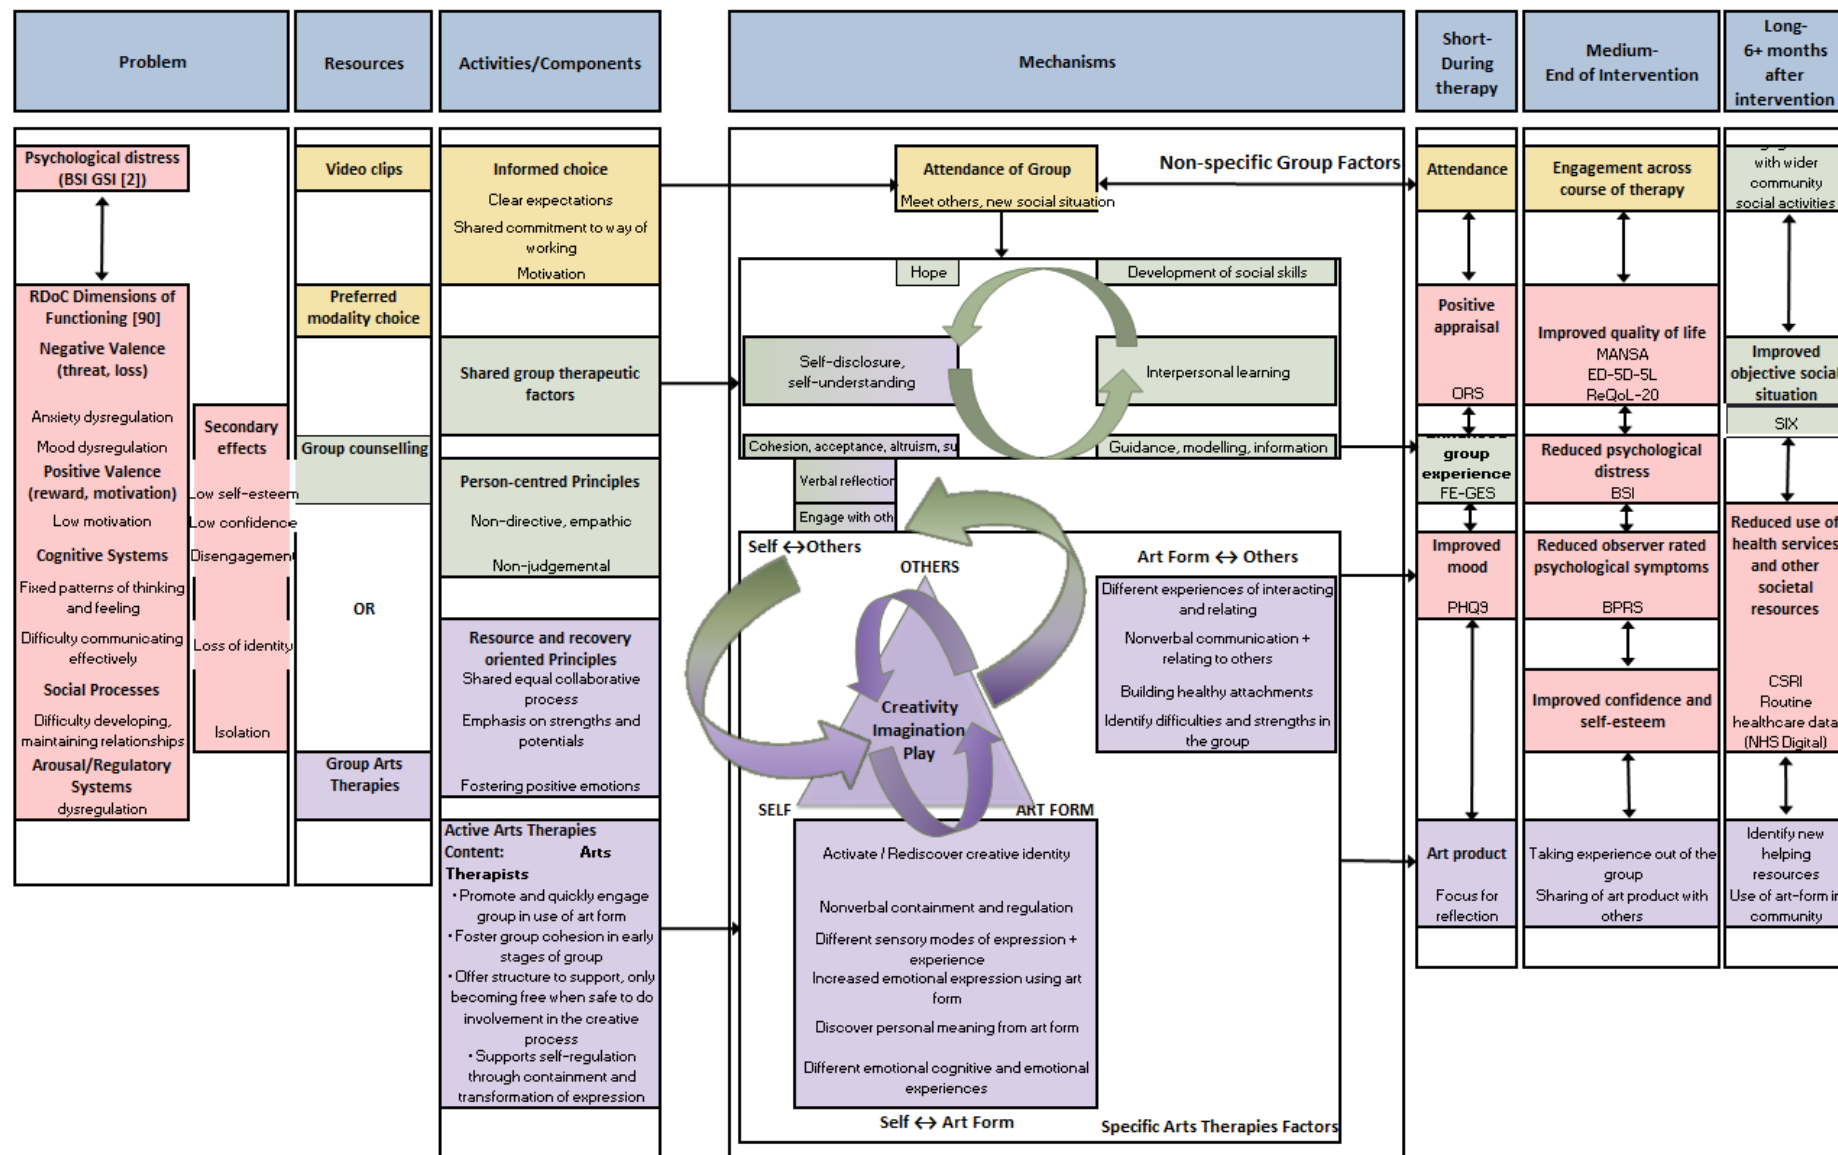 Problem
Resources
Activities/Components
Mechanisms
Short-
During
therapy
Medium-
End of Intervention
Long-
6+ months
after
intervention
Psychological distress
(BSI GSI [2])
RDoC Dimensions of
Functioning [90]
Negative Valence
(threat, loss)
Anxiety dysregulation
Mood dysregulation
Positive Valence
(reward, motivation)
Low motivation
Cognitive Systems
Fixed patterns of thinking
and feeling
Difficulty communicating
effectively
Social Processes
Difficulty developing,
maintaining relationships
Arousal/Regulatory
Systems
dysregulation
Secondary
effects
Low self-esteem
Low confidence
Disengagement
Loss of identity
Isolation
Video clips
Preferred
modality choice
Group counselling
OR
Group Arts
Therapies
Informed choice
Clear expectations
Shared commitment to way of
working
Motivation
Shared group therapeutic
factors
Person-centred Principles
Non-directive, empathic
Non-judgemental
Resource and recovery
oriented Principles
Shared equal collaborative
process
Emphasis on strengths and
potentials
Fostering positive emotions
Active Arts Therapies
Content: Arts
Therapists
• Promote and quickly engage
group in use of art form
• Foster group cohesion in early
stages of group
• Offer structure to support, only
becoming free when safe to do
involvement in the creative
process
• Supports self-regulation
through containment and
transformation of expression
Attendance of Group
Meet others, new social situation
Non-specific Group Factors
Hope
Development of social skills
Self-disclosure,
self-understanding
Interpersonal learning
Cohesion, acceptance, altruism, su
Guidance, modelling, information
Verbal reflection
Engage with oth
Self ↔Others
OTHERS
Art Form ↔ Others
Different experiences of interacting
and relating
Nonverbal communication +
relating to others
Building healthy attachments
Identify difficulties and strengths in
the group
Creativity
Imagination
Play
SELF
ART FORM
Activate / Rediscover creative identity
Nonverbal containment and regulation
Different sensory modes of expression +
experience
Increased emotional expression using art
form
Discover personal meaning from art form
Different emotional cognitive and emotional
experiences
Self ↔ Art Form
Specific Arts Therapies Factors
Attendance
Positive
appraisal
ORS
group
experience
FE-GES
Improved
mood
PHQ9
Art product
Focus for
reflection
Engagement across
course of therapy
Improved quality of life
MANSA
ED-5D-5L
ReQoL-20
Reduced psychological
distress
BSI
Reduced observer rated
psychological symptoms
BPRS
Improved confidence and
self-esteem
Taking experience out of the
group
Sharing of art product with
others
with wider
community
social activities
Improved
objective social
situation
SIX
Reduced use of
health services
and other
societal
resources
CSRI
Routine
healthcare data
(NHS Digital)
Identify new
helping
resources
Use of art-form in
community